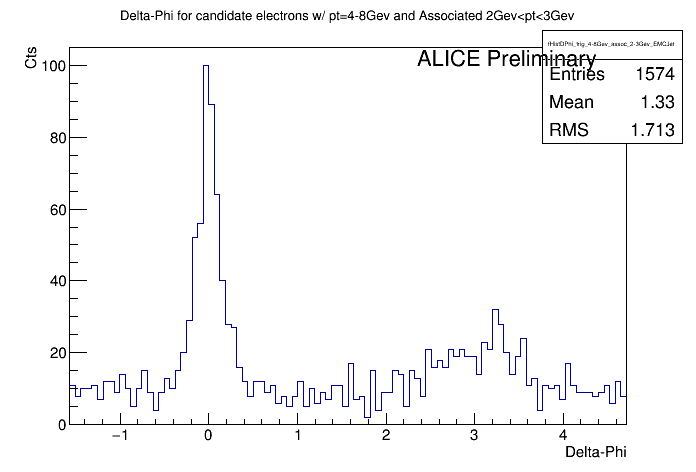 Delta-Phi for candidate electrons w/ pt=4-8Gev and Associated 2Gev<pt<3Gev
Cts
ALICE Preliminary
fHistDPhi_trig_4-8Gev_assoc_2-3Gev_EMCJet
Entries 1574
Mean 1.33
RMS 1.713
100
80
60
40
20
0
−1 0 1 2 3 4
Delta-Phi